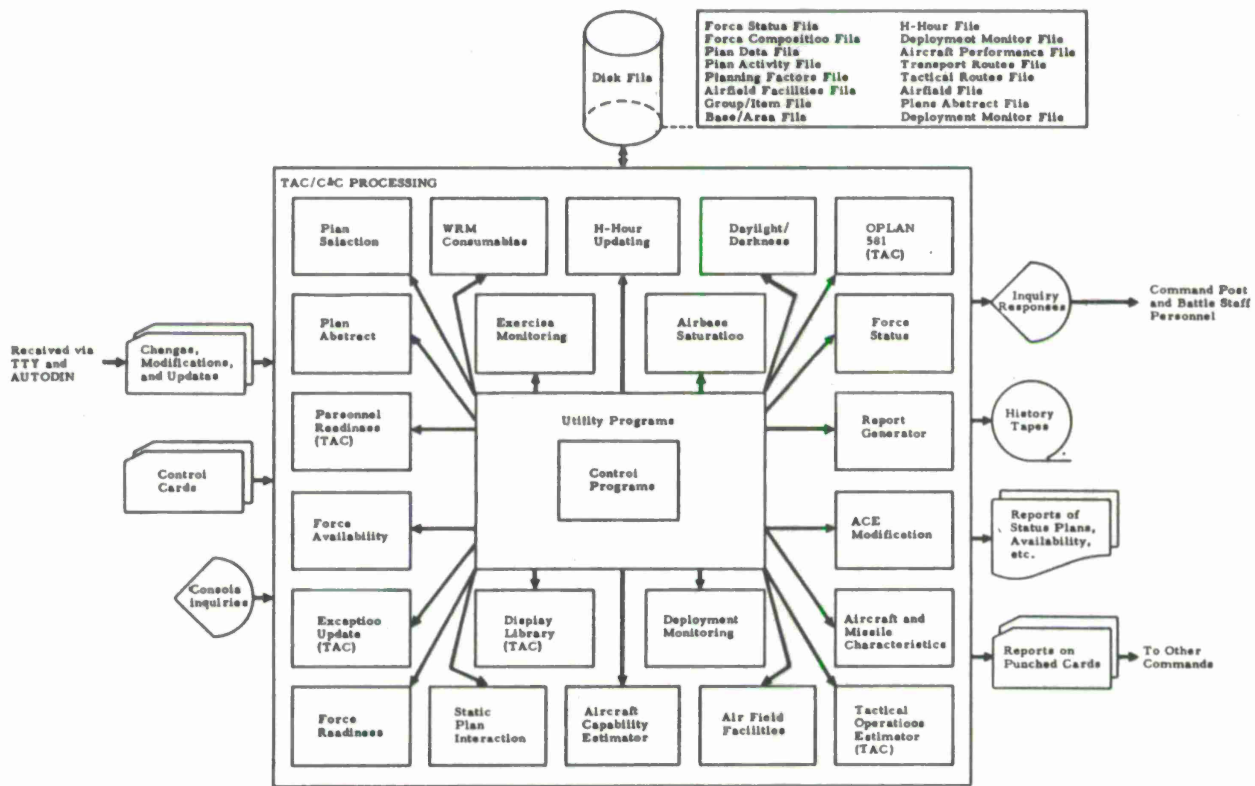 Disk File
Force Status File
Force Composition File
Plan Data File
Plan Activity File
Planning Factors File
Airfield Facilities File
Group/Item File
Base/Area File
H-Hour File
Deployment Monitor File
Aircraft Performance File
Transport Routes File
Tactical Routes File
Airfield File
Plans Abstract File
Deployment Monitor File
TAC/C&C PROCESSING
Plan
Selection
WRM
Consumables
H-Hour
Updating
Daylight/
Darkness
OPLAN
581
(TAC)
Plan
Abstract
Exercise
Monitoring
Airbase
Saturation
Force
Status
Personnel
Readiness
(TAC)
Utility Programs
Control
Programs
Report
Generator
Force
Availability
ACE
Modification
Exception
Update
(TAC)
Display
Library
(TAC)
Deployment
Monitoring
Aircraft and
Missile
Characteristics
Force
Readiness
Static
Plan
Interaction
Aircraft
Capability
Estimator
Air Field
Facilities
Tactical
Operations
Estimator
(TAC)
Received via
TTY and
AUTODIN
Changes,
Modifications,
and Updates
Control
Cards
Console
inquiries
Inquiry
Responses
Command Post
and Battle Staff
Personnel
History
Tapes
Reports of
Status Plans,
Availability,
etc.
Reports on
Punched Cards
To Other
Commands